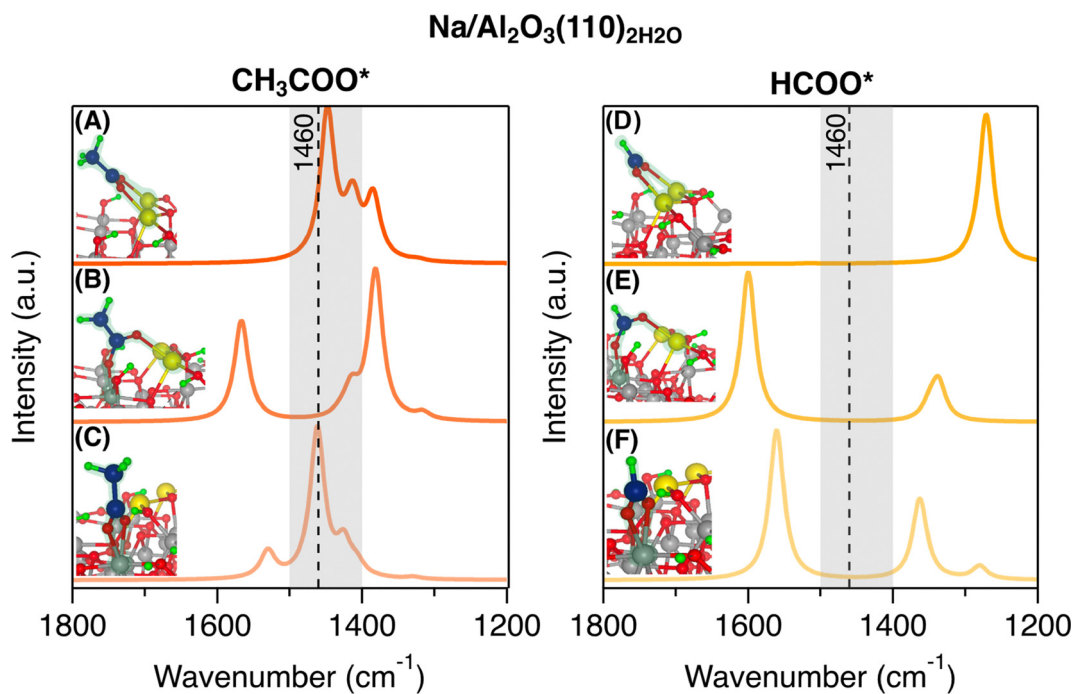 Na/Al₂O₃(110)₂H₂O
CH₃COO*
HCOO*
(A)
1460
(B)
(C)
Intensity (a.u.)
1800 1600 1400 1200
Wavenumber (cm⁻¹)
(D)
1460
(E)
(F)
Intensity (a.u.)
1800 1600 1400 1200
Wavenumber (cm⁻¹)